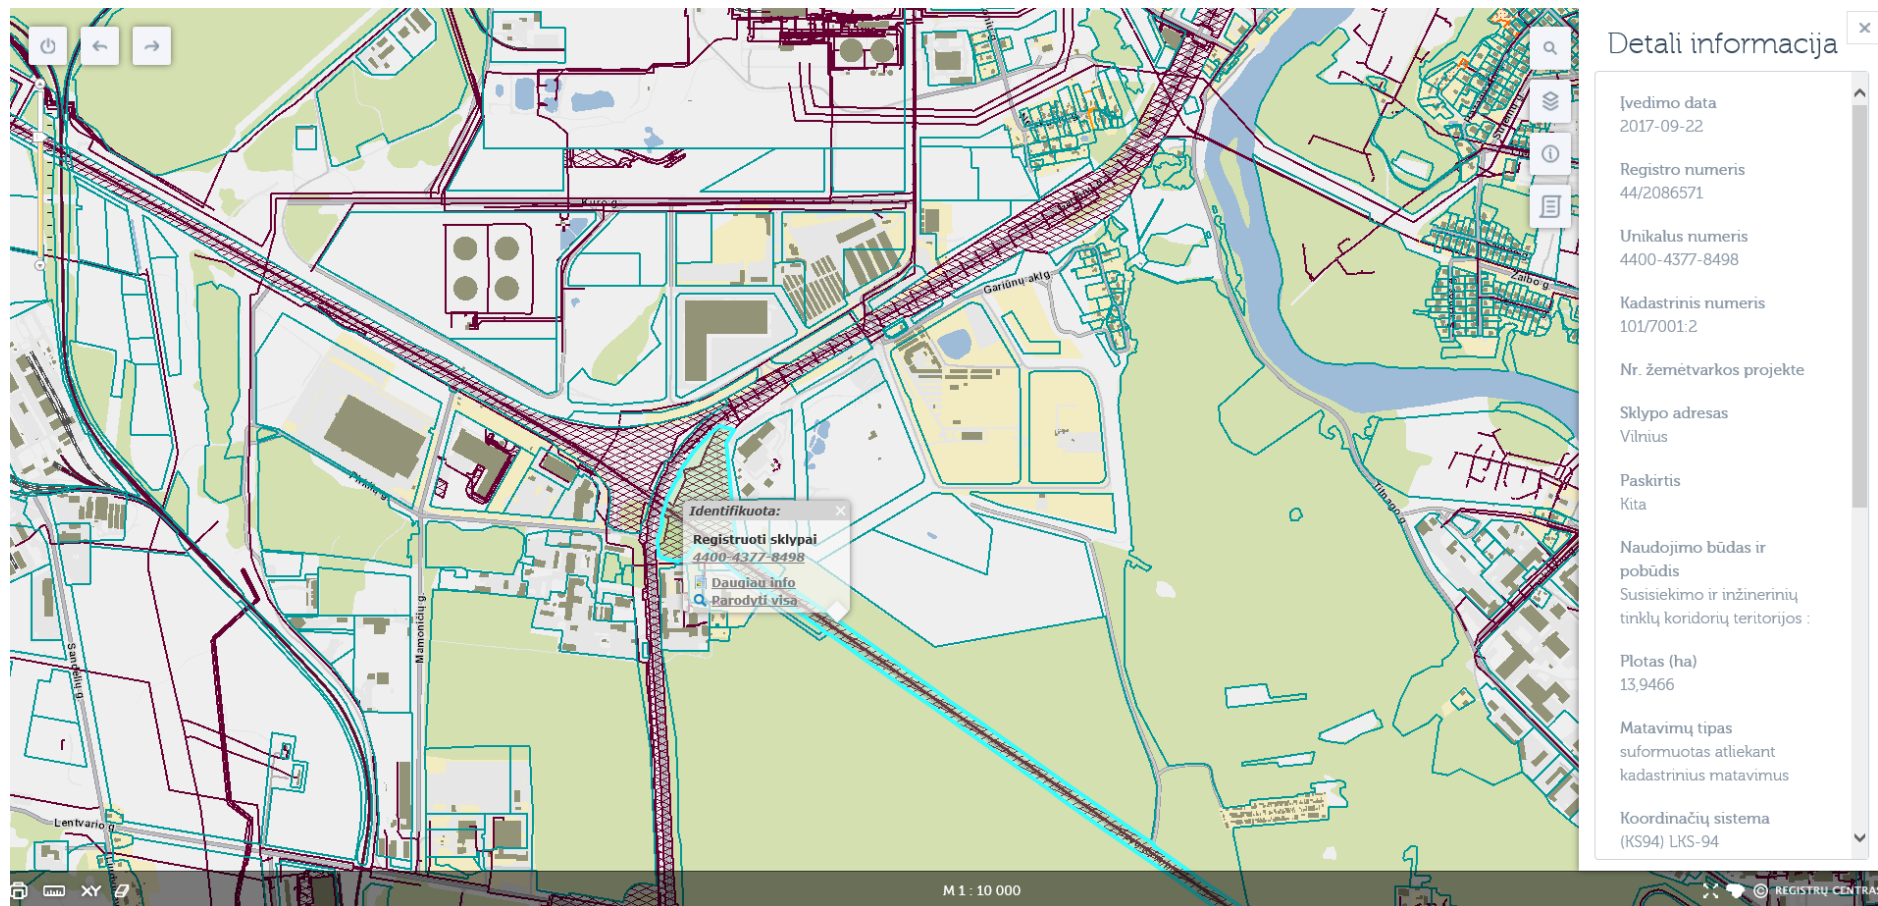 Detali informacija
Įvedimo data
2017-09-22
Registro numeris
44/2086571
Unikalus numeris
4400-4377-8498
Kadastrinis numeris
101/7001:2
Nr. žemėtvarkos projekte
Sklypo adresas
Vilnius
Paskirtis
Kita
Naudojimo būdas ir
pobūdis
Susisiekimo ir inžinerinių
tinklų koridorių teritorijos :
Plotas (ha)
13,9466
Matavimų tipas
suformuotas atliekant
kadastrinius matavimus
Koordinačių sistema
(KS94) LKS-94
Kuro g.
Gariūnų aklg.
Žalbo g.
Titnago g.
Mamoničių g.
Sandėlių g.
Lentvario g.
Identifikuota:
Registruoti sklypai
4400-4377-8498
Daugiau info
Parodyti visa
XY
M 1 : 10 000
© REGISTRŲ CENTRAS